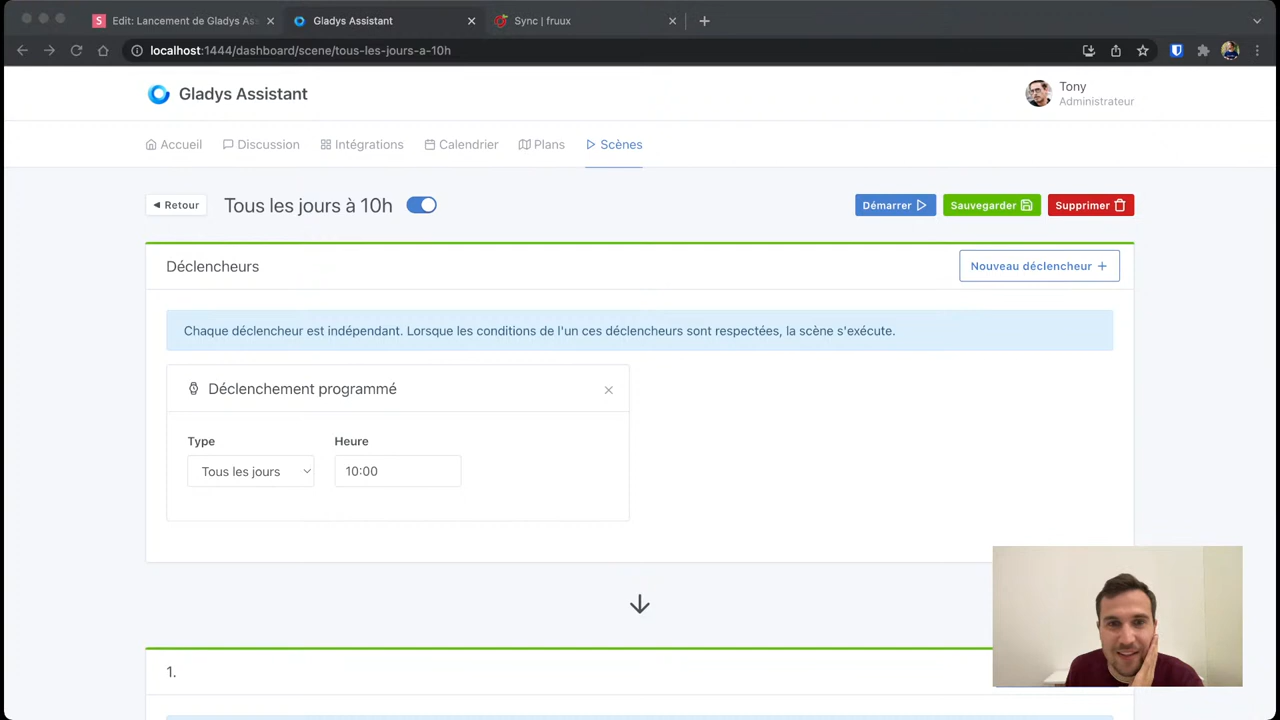 Edit: Lancement de Gladys Ass
Gladys Assistant
Sync | fruux
localhost:1444/dashboard/scene/tous-les-jours-a-10h
Gladys Assistant
Tony
Administrateur
Accueil
Discussion
Intégrations
Calendrier
Plans
Scènes
Retour
Tous les jours à 10h
Démarrer
Sauvegarder
Supprimer
Déclencheurs
Nouveau déclencheur +
Chaque déclencheur est indépendant. Lorsque les conditions de l'un ces déclencheurs sont respectées, la scène s'exécute.
Déclenchement programmé
Type
Heure
Tous les jours
10:00
1.